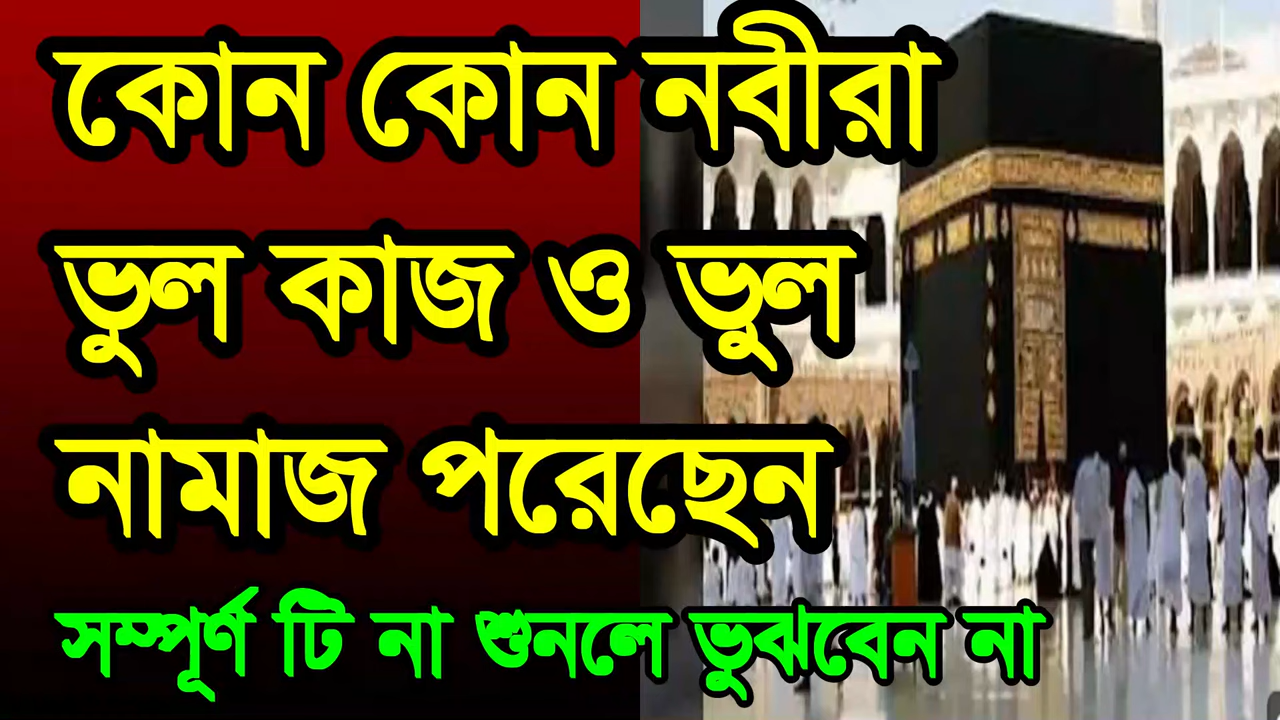 কোন কোন নবীরা
ভুল কাজ ও ভুল
নামাজ পরেছেন
সম্পূর্ণ টি না শুনলে ভুঝবেন না